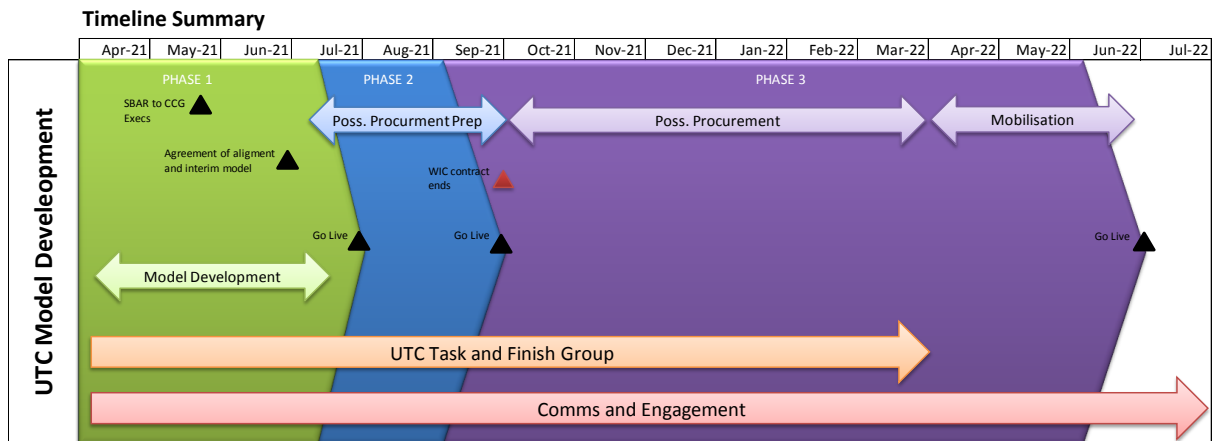 Timeline Summary
Apr-21 May-21 Jun-21 Jul-21 Aug-21 Sep-21 Oct-21 Nov-21 Dec-21 Jan-22 Feb-22 Mar-22 Apr-22 May-22 Jun-22 Jul-22
UTC Model Develeopment
PHASE 1 PHASE 2 PHASE 3
SBAR to CCG
Execs
Poss. Procurment Prep Poss. Procurement Mobilisation
Agreement of aligment
and interim model
WIC contract
ends
Go Live Go Live Go Live
Model Development
UTC Task and Finish Group
Comms and Engagement